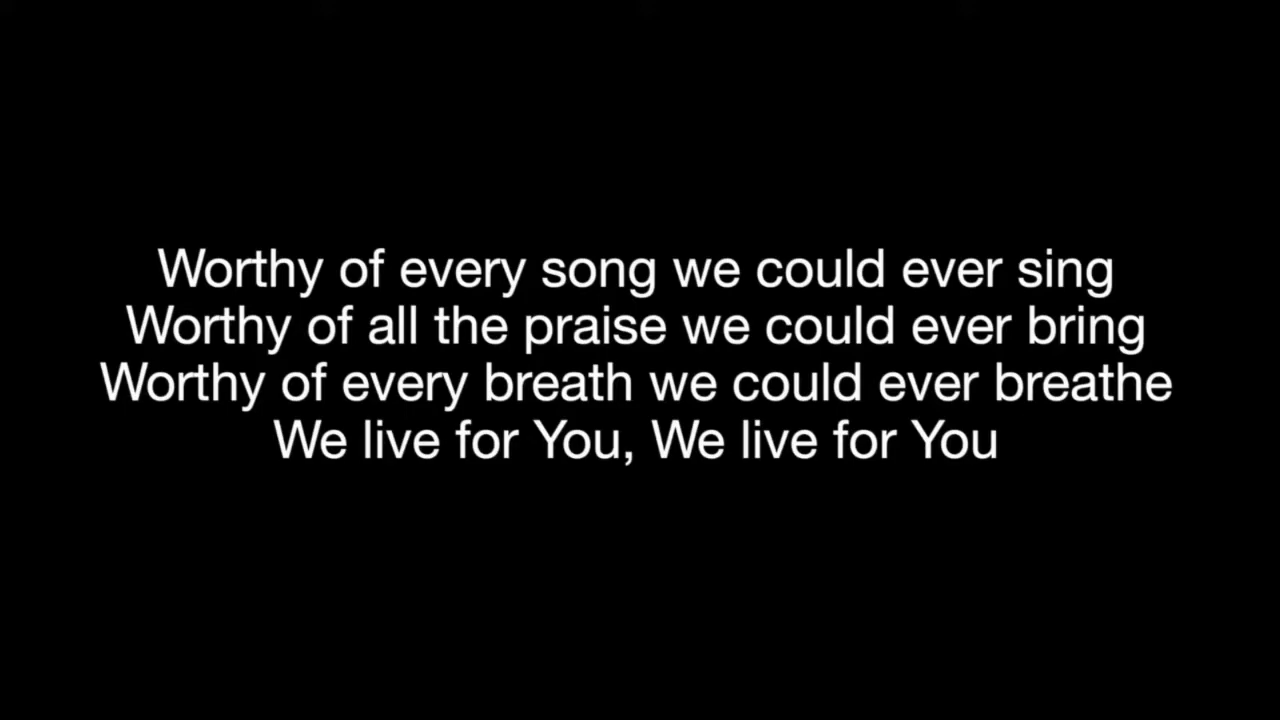 Worthy of every song we could ever sing
Worthy of all the praise we could ever bring
Worthy of every breath we could ever breathe
We live for You, We live for You